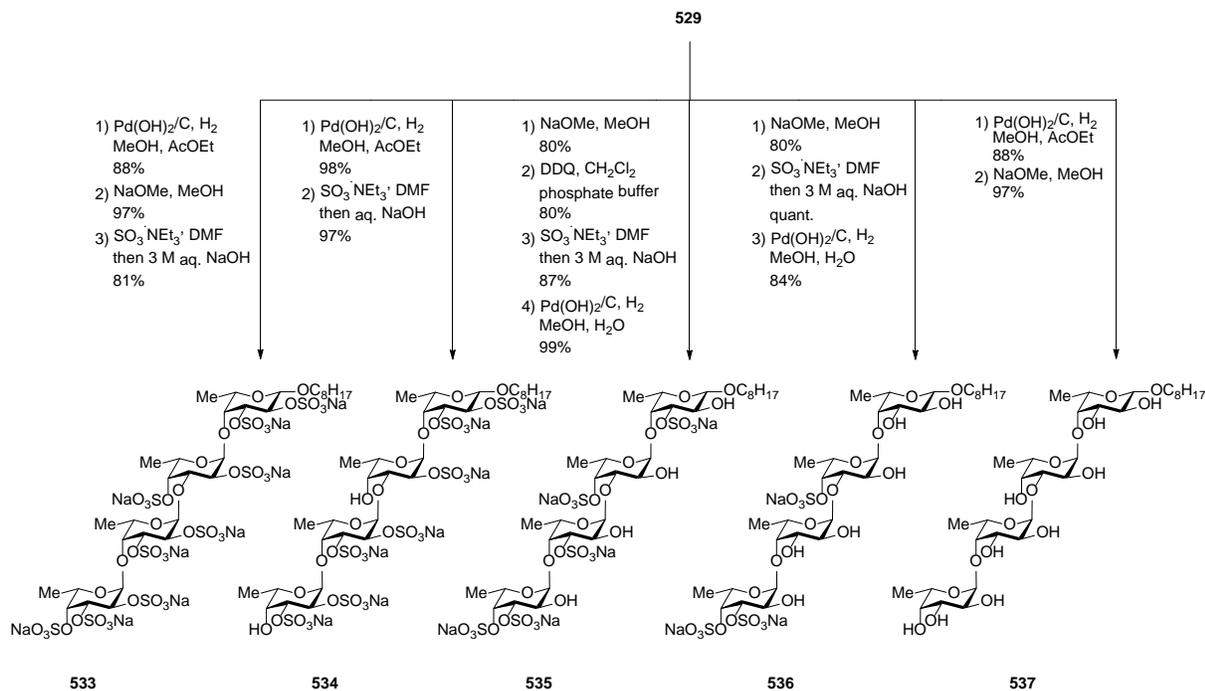 529
1) Pd(OH)2/C, H2
MeOH, AcOEt
88%
2) NaOMe, MeOH
97%
3) SO3·NEt3, DMF
then 3 M aq. NaOH
81%
1) Pd(OH)2/C, H2
MeOH, AcOEt
98%
2) SO3·NEt3, DMF
then aq. NaOH
97%
1) NaOMe, MeOH
80%
2) DDQ, CH2Cl2
phosphate buffer
80%
3) SO3·NEt3, DMF
then 3 M aq. NaOH
87%
4) Pd(OH)2/C, H2
MeOH, H2O
99%
1) NaOMe, MeOH
80%
2) SO3·NEt3, DMF
then 3 M aq. NaOH
quant.
3) Pd(OH)2/C, H2
MeOH, H2O
84%
1) Pd(OH)2/C, H2
MeOH, AcOEt
88%
2) NaOMe, MeOH
97%
Me O OC8H17
OSO3Na
O OSO3Na
Me O
OSO3Na
NaO3SO O
Me O
OSO3Na
O OSO3Na
Me O
OSO3Na
OSO3Na
NaO3SO
533
Me O OC8H17
OSO3Na
O OSO3Na
Me O
OSO3Na
HO O
Me O
OSO3Na
O OSO3Na
Me O
OSO3Na
HO OSO3Na
534
Me O OC8H17
OH
O OSO3Na
Me O
OH
NaO3SO O
Me O
OH
O OSO3Na
Me O
OH
OSO3Na
NaO3SO
535
Me O OC8H17
OH
O OH
Me O
OH
NaO3SO O
Me O
OH
O OH
Me O
OH
OSO3Na
NaO3SO
536
Me O OC8H17
OH
O OH
Me O
OH
HO O
Me O
OH
O OH
Me O
OH
HO OH
537